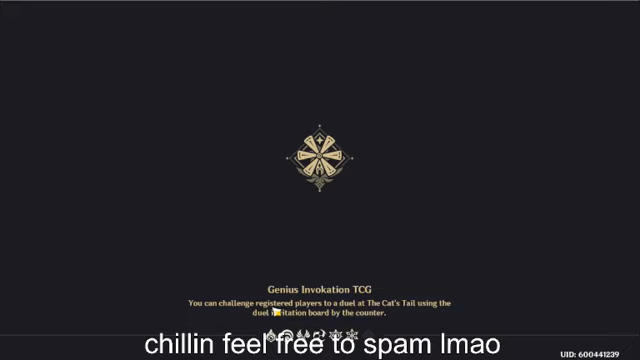 Genius Invokation TCG
You can challenge registered players to a duel at The Cat's Tail using the
duel invitation board by the counter.
chillin feel free to spam lmao
UID: 600441239